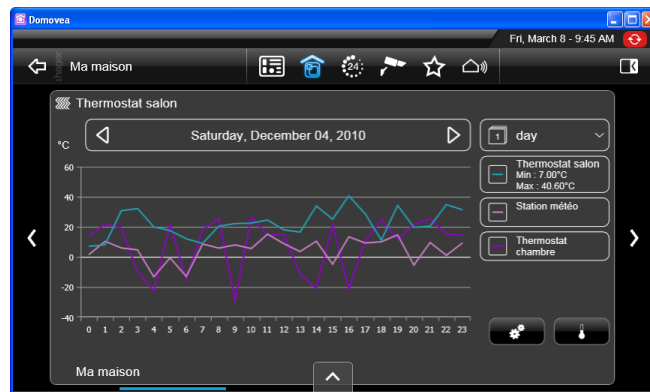 Domovea
Fri, March 8 - 9:45 AM
:hager
Ma maison
24
Thermostat salon
°C
Saturday, December 04, 2010
1
day
60
40
20
0
-20
-40
0 1 2 3 4 5 6 7 8 9 10 11 12 13 14 15 16 17 18 19 20 21 22 23
Thermostat salon
Min : 7.00°C
Max : 40.60°C
Station météo
Thermostat
chambre
Ma maison